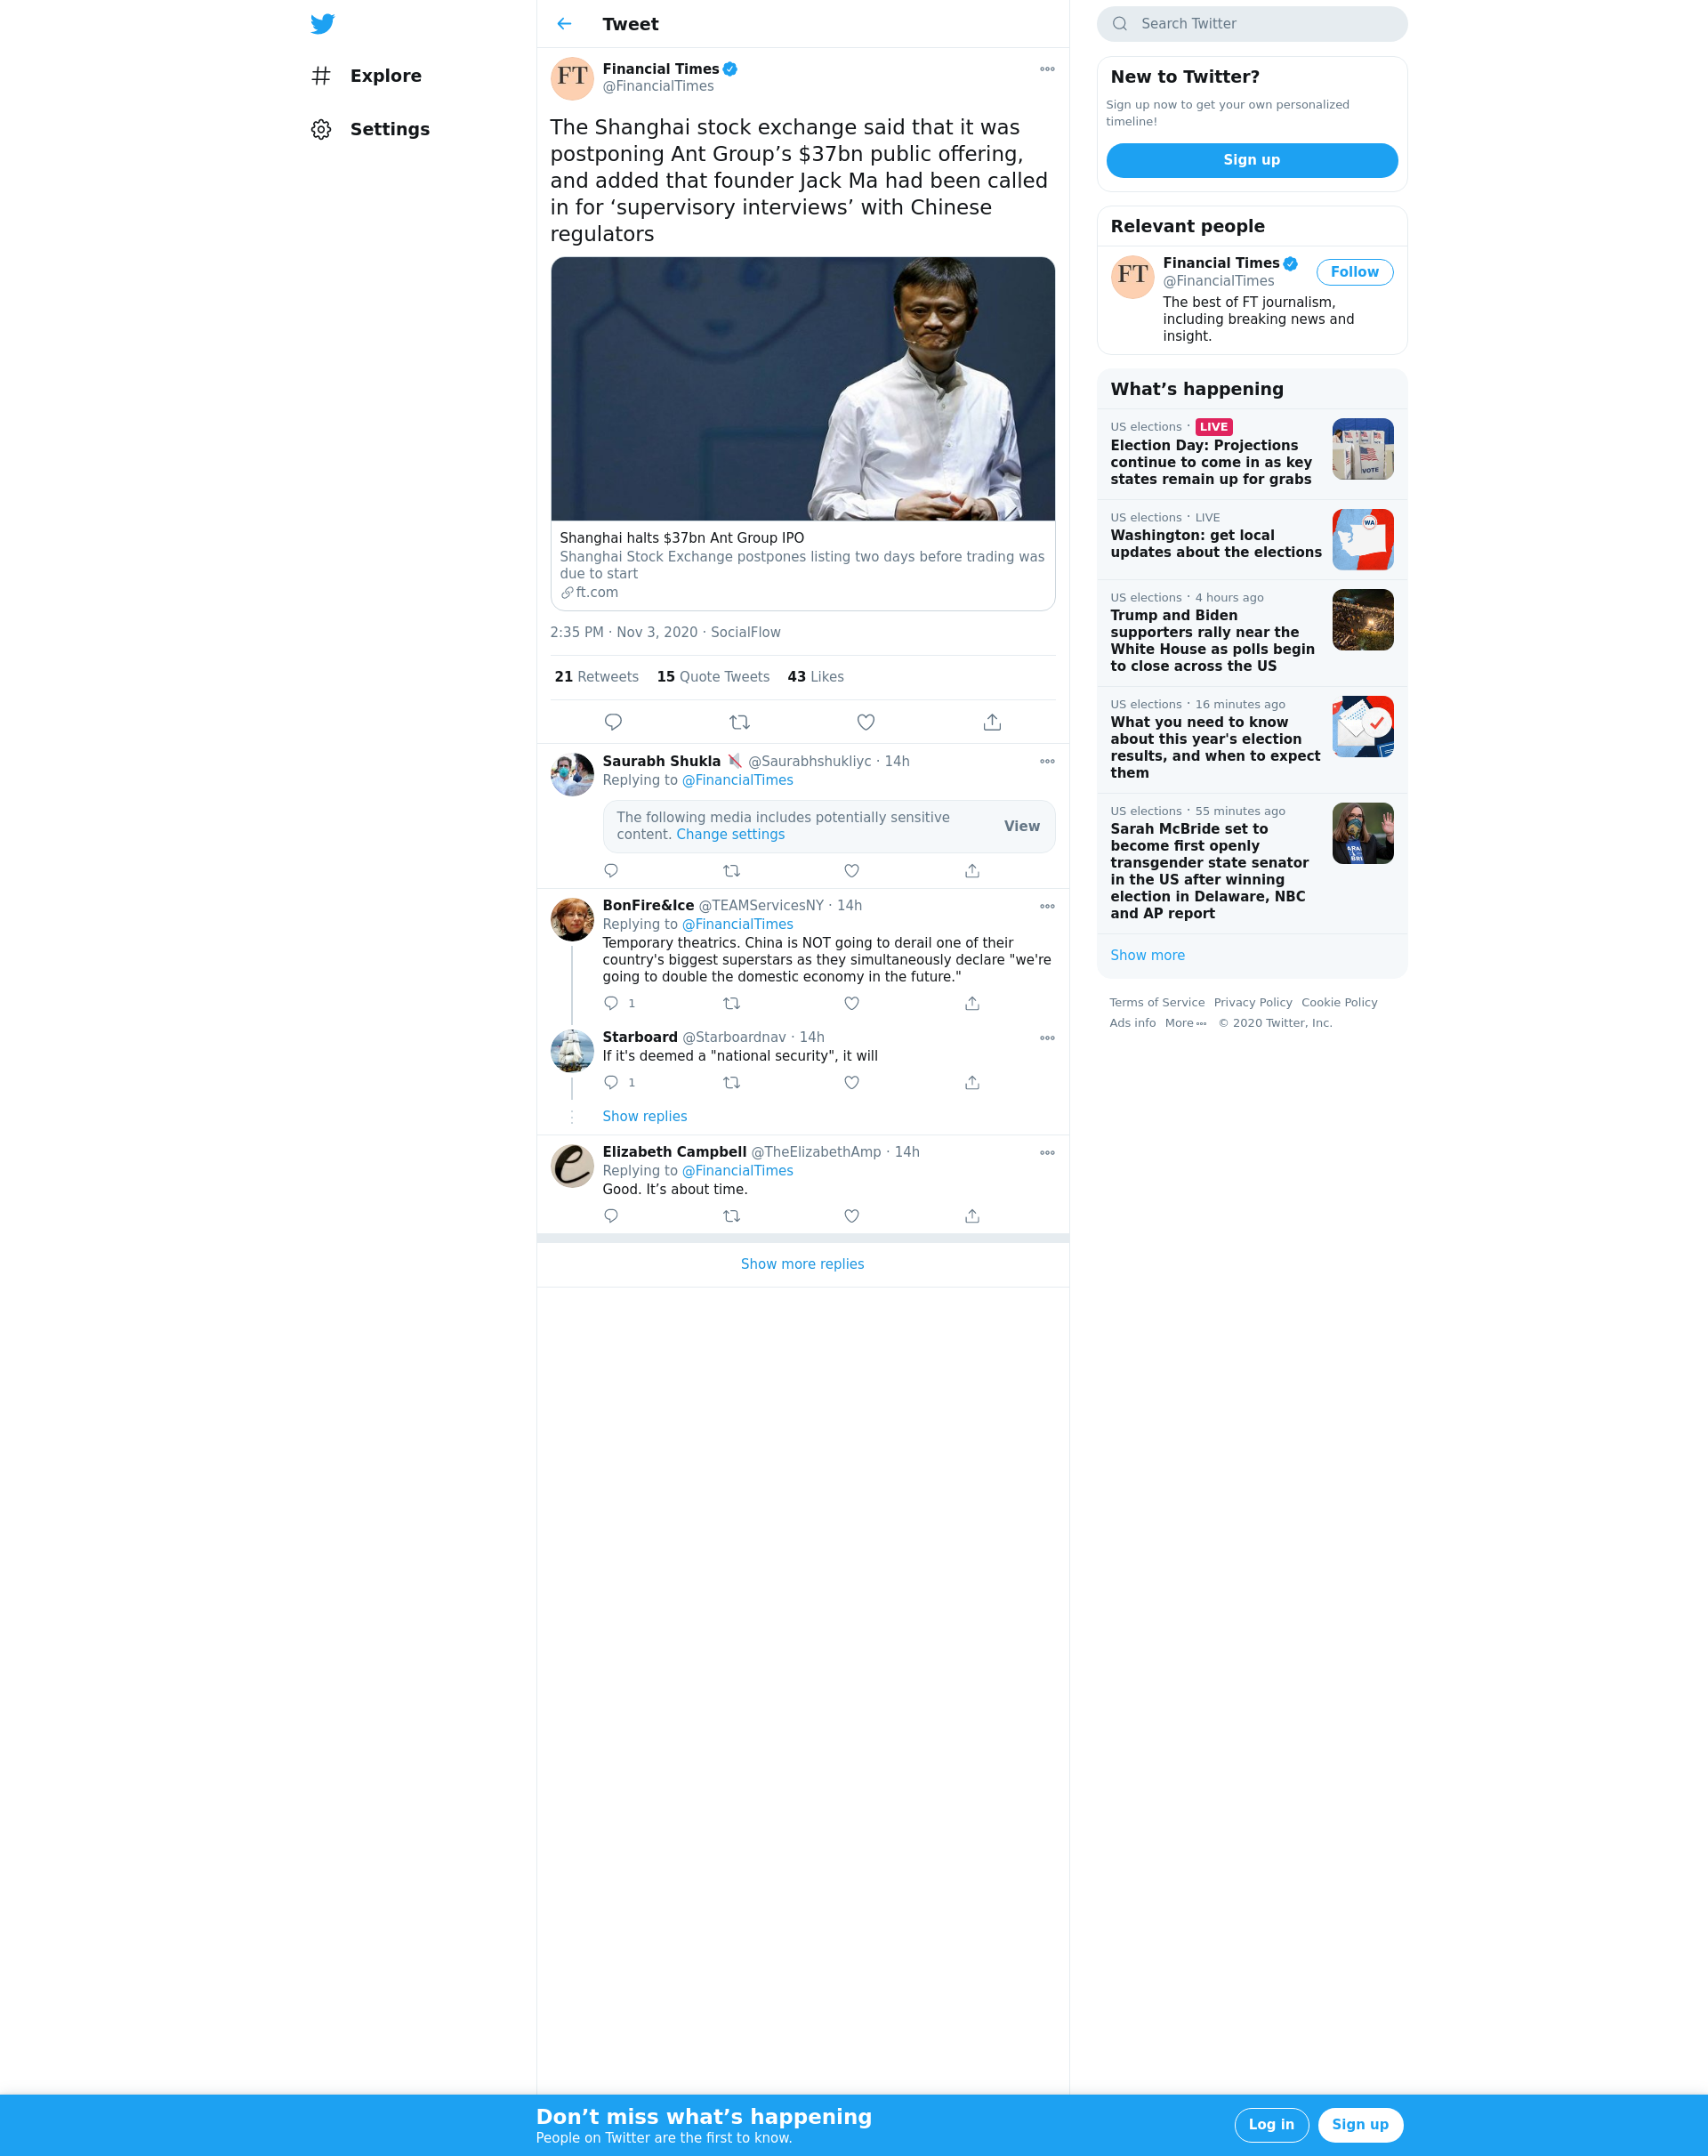 Explore
Settings
Tweet
FT
Financial Times
@FinancialTimes
The Shanghai stock exchange said that it was
postponing Ant Group’s $37bn public offering,
and added that founder Jack Ma had been called
in for ‘supervisory interviews’ with Chinese
regulators
Shanghai halts $37bn Ant Group IPO
Shanghai Stock Exchange postpones listing two days before trading was
due to start
ft.com
2:35 PM · Nov 3, 2020 · SocialFlow
21 Retweets 15 Quote Tweets 43 Likes
Saurabh Shukla @Saurabhshukliyc · 14h
Replying to @FinancialTimes
The following media includes potentially sensitive
content. Change settings
View
BonFire&Ice @TEAMServicesNY · 14h
Replying to @FinancialTimes
Temporary theatrics. China is NOT going to derail one of their
country's biggest superstars as they simultaneously declare "we're
going to double the domestic economy in the future."
1
Starboard @Starboardnav · 14h
If it's deemed a "national security", it will
1
Show replies
Elizabeth Campbell @TheElizabethAmp · 14h
Replying to @FinancialTimes
Good. It’s about time.
Show more replies
Search Twitter
New to Twitter?
Sign up now to get your own personalized
timeline!
Sign up
Relevant people
FT
Financial Times
@FinancialTimes
Follow
The best of FT journalism,
including breaking news and
insight.
What’s happening
US elections · LIVE
Election Day: Projections
continue to come in as key
states remain up for grabs
VOTE
US elections · LIVE
Washington: get local
updates about the elections
WA
US elections · 4 hours ago
Trump and Biden
supporters rally near the
White House as polls begin
to close across the US
US elections · 16 minutes ago
What you need to know
about this year's election
results, and when to expect
them
US elections · 55 minutes ago
Sarah McBride set to
become first openly
transgender state senator
in the US after winning
election in Delaware, NBC
and AP report
Show more
Terms of Service Privacy Policy Cookie Policy
Ads info More © 2020 Twitter, Inc.
Don’t miss what’s happening
People on Twitter are the first to know.
Log in
Sign up